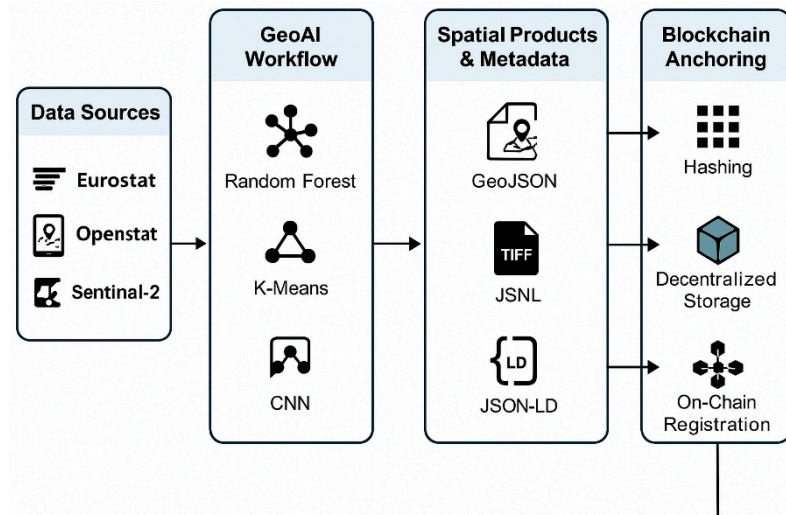 Data Sources
Eurostat
Openstat
Sentinal-2
GeoAI
Workflow
Random Forest
K-Means
CNN
Spatial Products
& Metadata
GeoJSON
TIFF
JSNL
LD
JSON-LD
Blockchain
Anchoring
Hashing
Decentralized
Storage
On-Chain
Registration